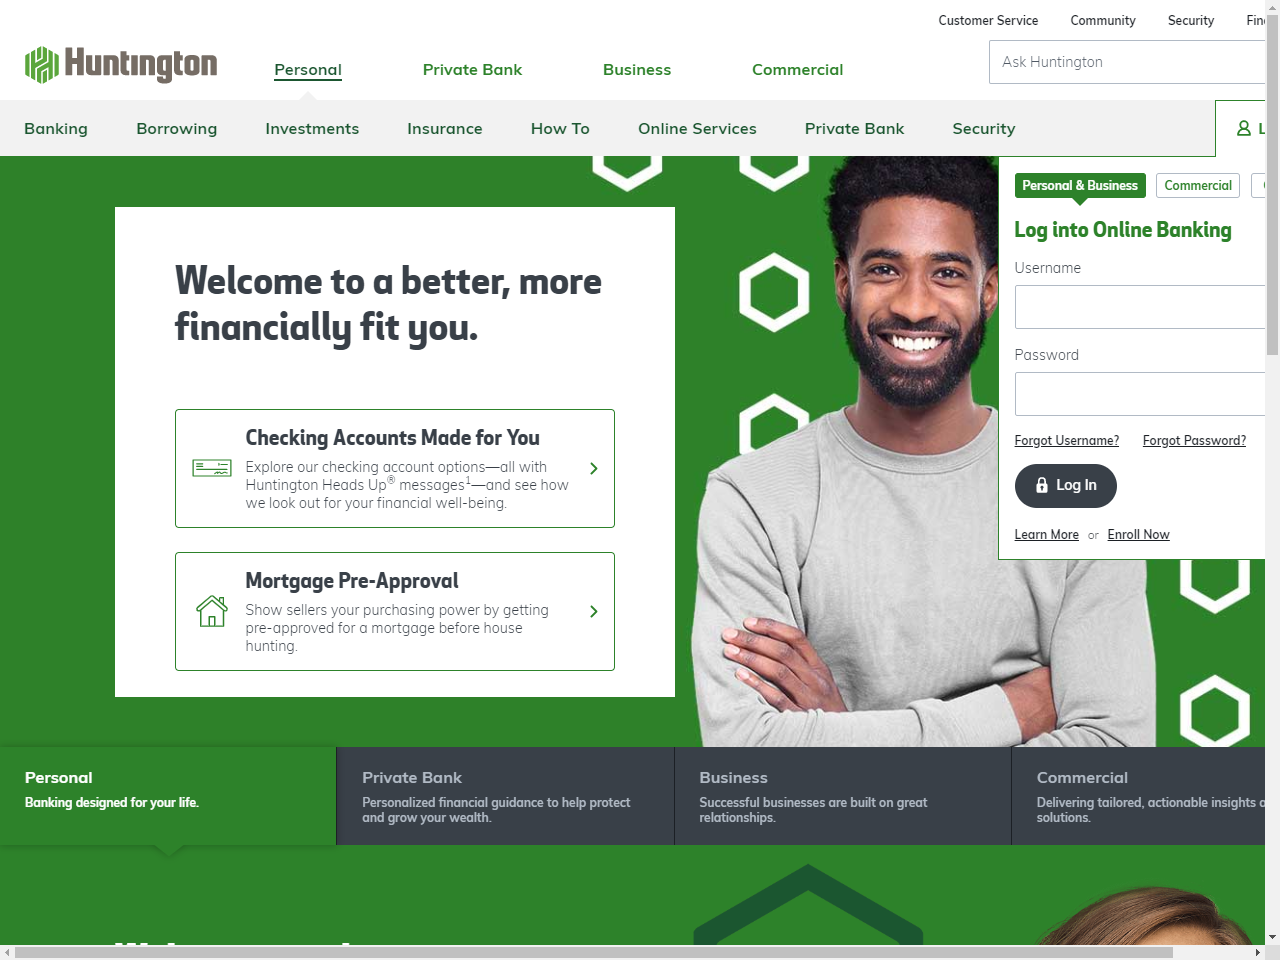 Customer Service Community Security
Huntington
Personal Private Bank Business Commercial
Ask Huntington
Banking Borrowing Investments Insurance How To Online Services Private Bank Security
Personal & Business Commercial
Log into Online Banking
Username
Password
Forgot Username? Forgot Password?
Log In
Learn More or Enroll Now
Welcome to a better, more
financially fit you.
Checking Accounts Made for You
Explore our checking account options—all with
Huntington Heads Up® messages1—and see how
we look out for your financial well-being.
Mortgage Pre-Approval
Show sellers your purchasing power by getting
pre-approved for a mortgage before house
hunting.
Personal
Banking designed for your life.
Private Bank
Personalized financial guidance to help protect
and grow your wealth.
Business
Successful businesses are built on great
relationships.
Commercial
Delivering tailored, actionable insights
solutions.